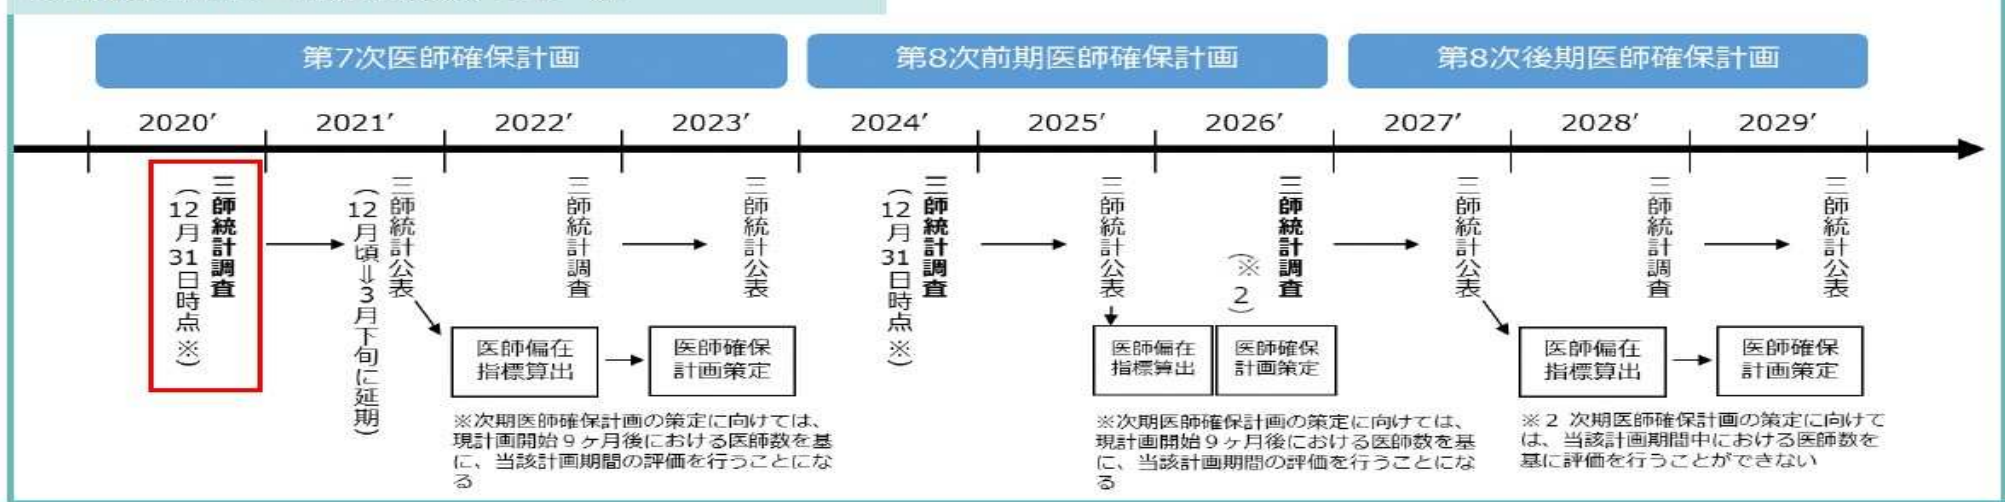 第7次医師確保計画
第8次前期医師確保計画
第8次後期医師確保計画
2020′
2021′
2022′
2023′
2024′
2025′
2026′
2027′
2028′
2029′
三師統計調査
（12月31日時点※）
三師統計公表
（12月頃⇒3月下旬に延期）
三師統計調査
三師統計公表
三師統計調査
（12月31日時点※）
三師統計公表
三師統計調査
（※2）
三師統計公表
三師統計調査
三師統計公表
医師偏在
指標算出
医師確保
計画策定
医師偏在
指標算出
医師確保
計画策定
医師偏在
指標算出
医師確保
計画策定
※次期医師確保計画の策定に向けては、
現計画開始９ヶ月後における医師数を基
に、当該計画期間の評価を行うことにな
る
※次期医師確保計画の策定に向けては、
現計画開始９ヶ月後における医師数を基
に、当該計画期間の評価を行うことにな
る
※２ 次期医師確保計画の策定に向けて
は、当該計画期間中における医師数を
基に評価を行うことができない